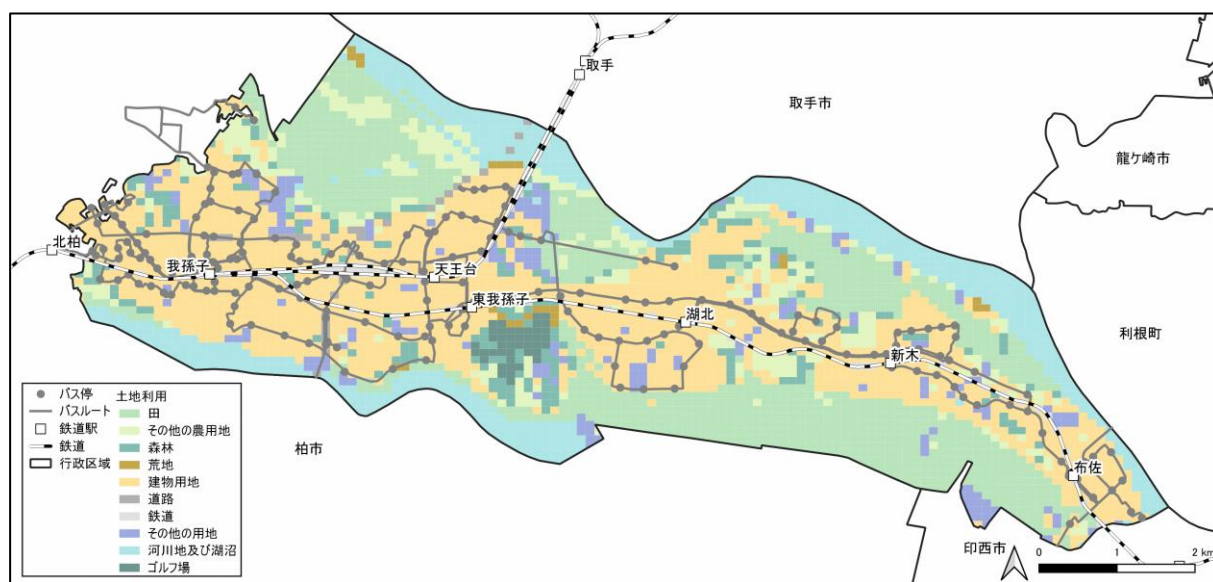 取手
取手市
龍ケ崎市
北柏
我孫子
天王台
東我孫子
湖北
新木
利根町
柏市
布佐
印西市
バス停
バスルート
鉄道駅
鉄道
行政区域
土地利用
田
その他の農用地
森林
荒地
建物用地
道路
鉄道
その他の用地
河川地及び湖沼
ゴルフ場
0 1 2 km